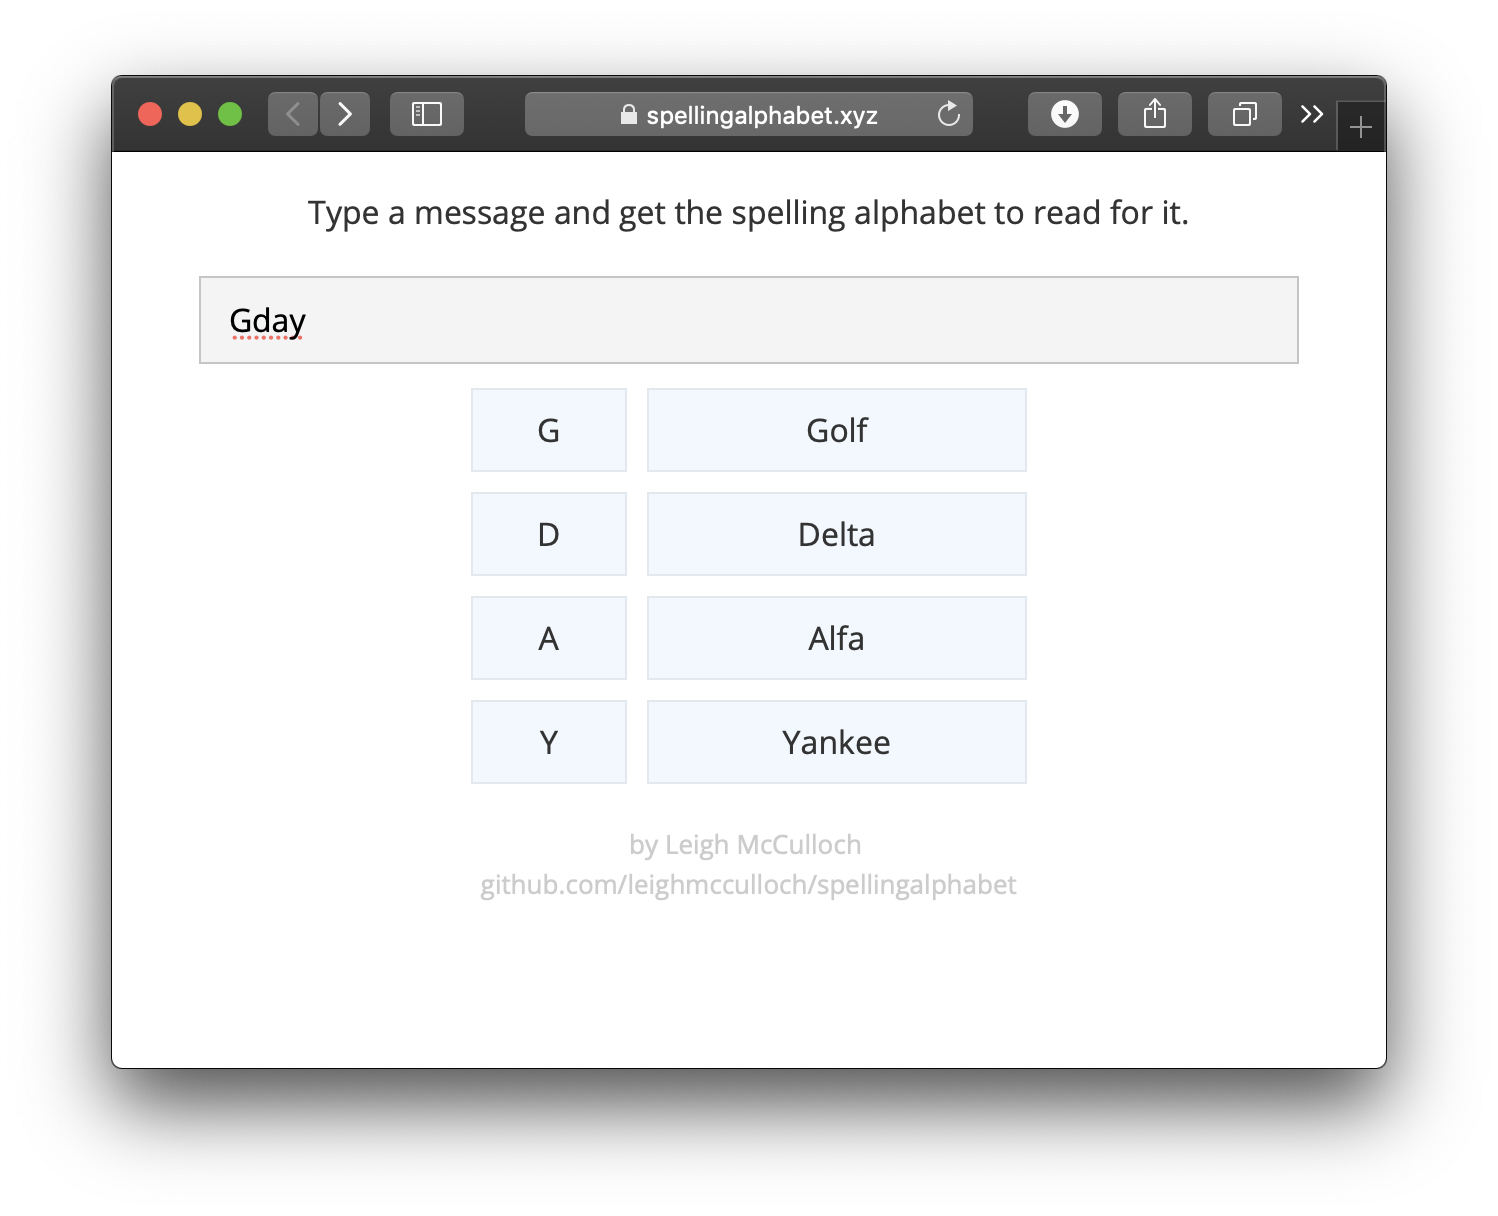 spellingalphabet.xyz
Type a message and get the spelling alphabet to read for it.
Gday
G Golf
D Delta
A Alfa
Y Yankee
by Leigh McCulloch
github.com/leighmcculloch/spellingalphabet